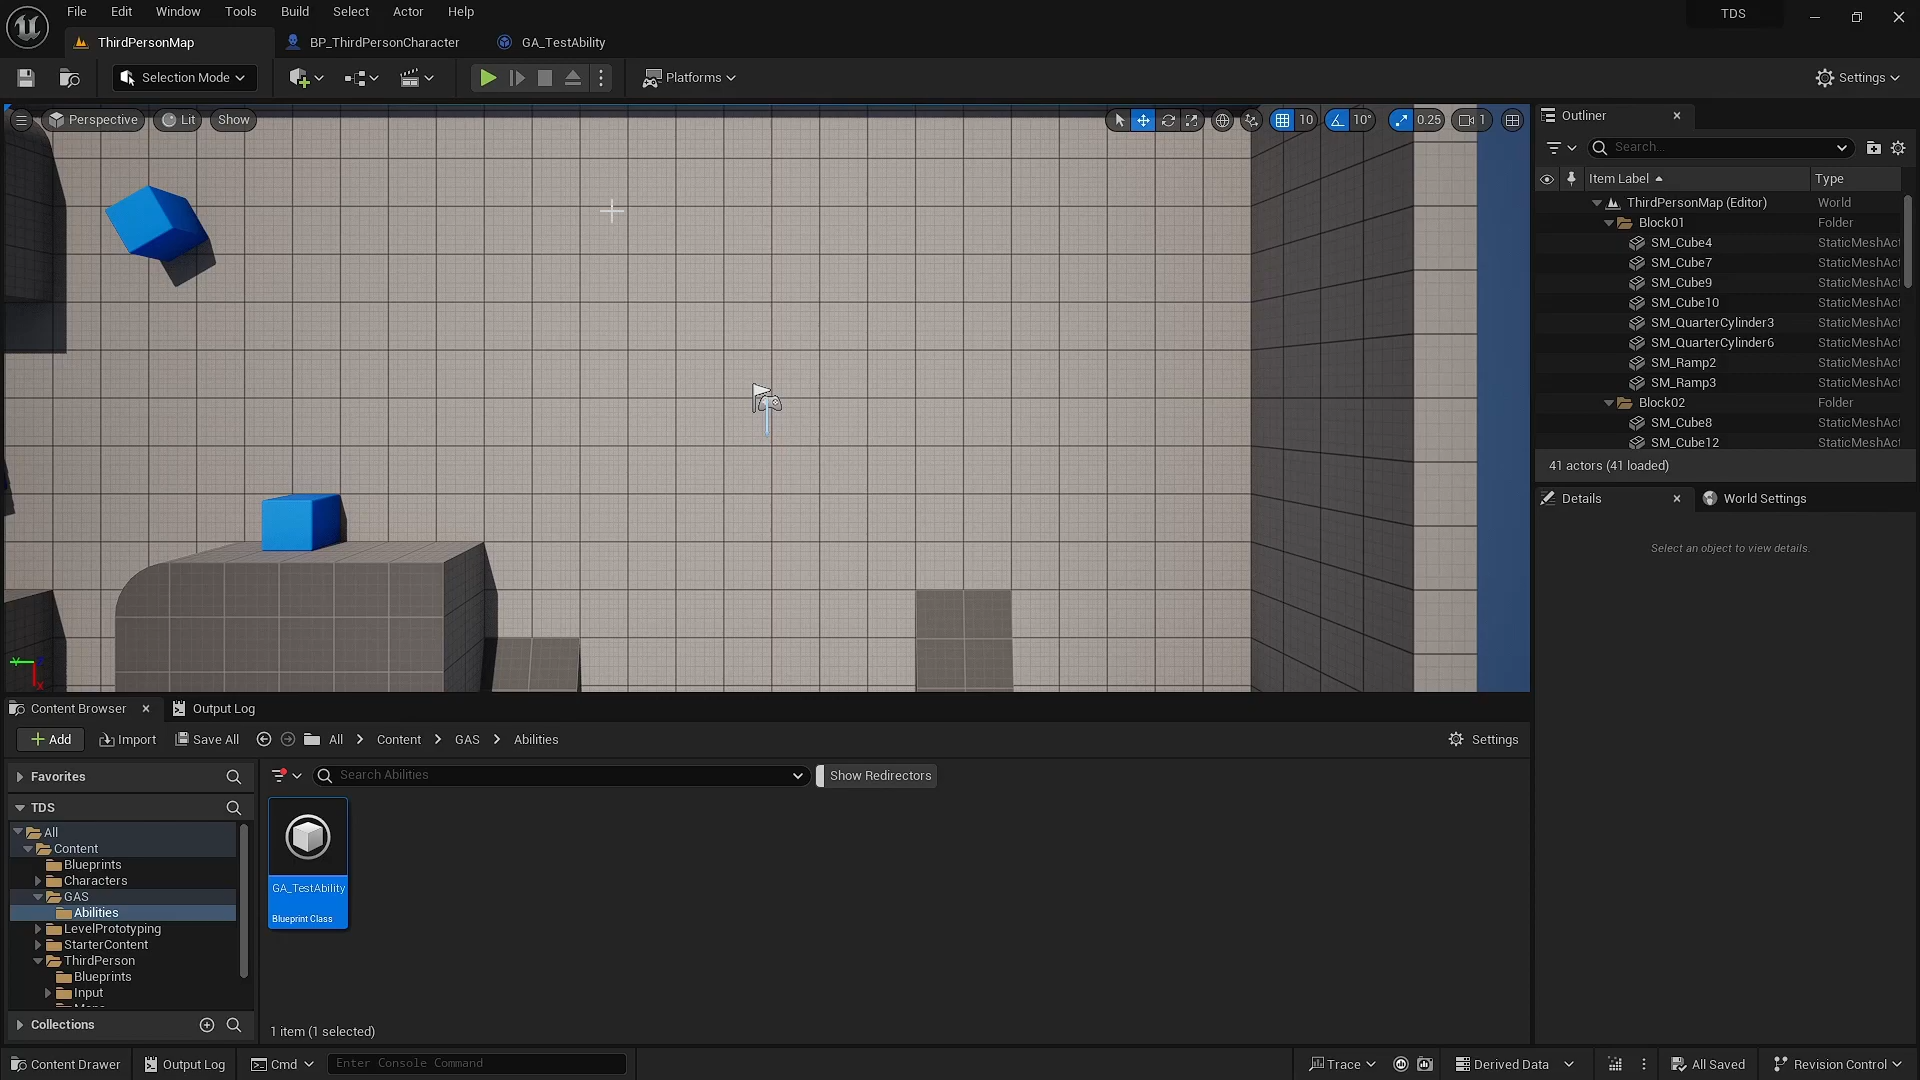 File Edit Window Tools Build Select Actor Help
TDS
ThirdPersonMap BP_ThirdPersonCharacter GA_TestAbility
Selection Mode Platforms Settings
Perspective Lit Show 10 10° 0.25 1
Outliner
Search...
Item Label Type
ThirdPersonMap (Editor) World
Block01 Folder
SM_Cube4 StaticMeshAct
SM_Cube7 StaticMeshAct
SM_Cube9 StaticMeshAct
SM_Cube10 StaticMeshAct
SM_QuarterCylinder3 StaticMeshAct
SM_QuarterCylinder6 StaticMeshAct
SM_Ramp2 StaticMeshAct
SM_Ramp3 StaticMeshAct
Block02 Folder
SM_Cube8 StaticMeshAct
SM_Cube12 StaticMeshAct
41 actors (41 loaded)
Details World Settings
Select an object to view details.
Content Browser Output Log
Add Import Save All All Content GAS Abilities Settings
Favorites
Search Abilities Show Redirectors
TDS
All
Content
Blueprints
Characters
GAS
Abilities
LevelPrototyping
StarterContent
ThirdPerson
Blueprints
Input
GA_TestAbility
Blueprint Class
Collections
1 item (1 selected)
Content Drawer Output Log Cmd Enter Console Command Trace Derived Data All Saved Revision Control